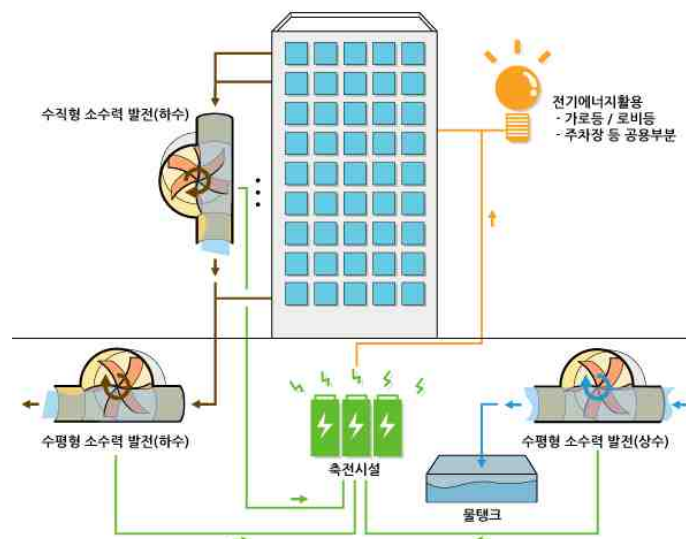 수직형 소수력 발전(하수)
전기에너지활용
- 가로등 / 로비등
- 주차장 등 공용부분
수평형 소수력 발전(하수)
축전시설
물탱크
수평형 소수력 발전(상수)